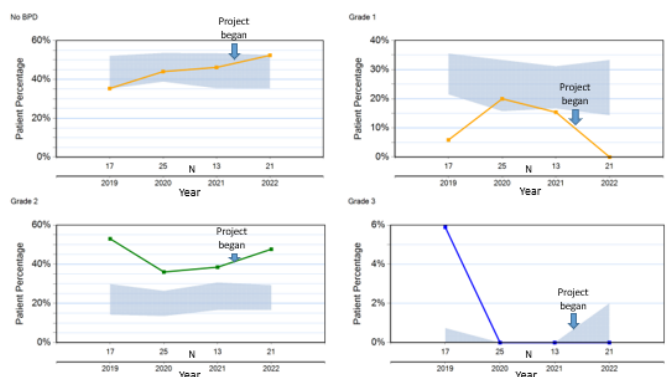 No BPD
Project
began
60%
40%
20%
0%
Patient Percentage
17 25 13 21
N
2019 2020 2021 2022
Year
Grade 1
40%
30%
20%
10%
0%
Patient Percentage
Project
began
17 25 13 21
N
2019 2020 2021 2022
Year
Grade 2
60%
40%
20%
0%
Patient Percentage
Project
began
17 25 13 21
N
2019 2020 2021 2022
Year
Grade 3
6%
4%
2%
0%
Patient Percentage
Project
began
17 25 13 21
N
2019 2020 2021 2022
Year